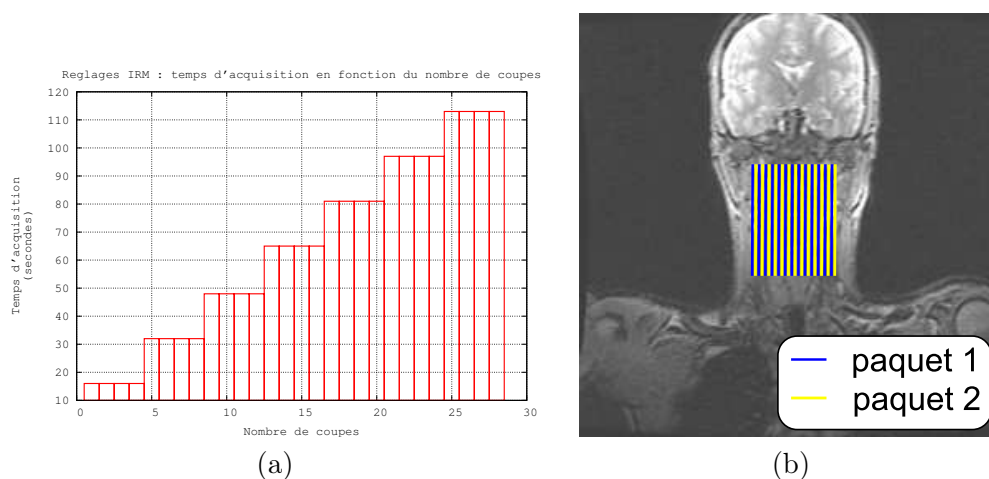 Reglages IRM : temps d'acquisition en fonction du nombre de coupes
120
110
100
90
80
70
60
50
40
30
20
10
0 5 10 15 20 25 30
Temps d'acquisition
(secondes)
Nombre de coupes
(a)
paquet 1
paquet 2
(b)